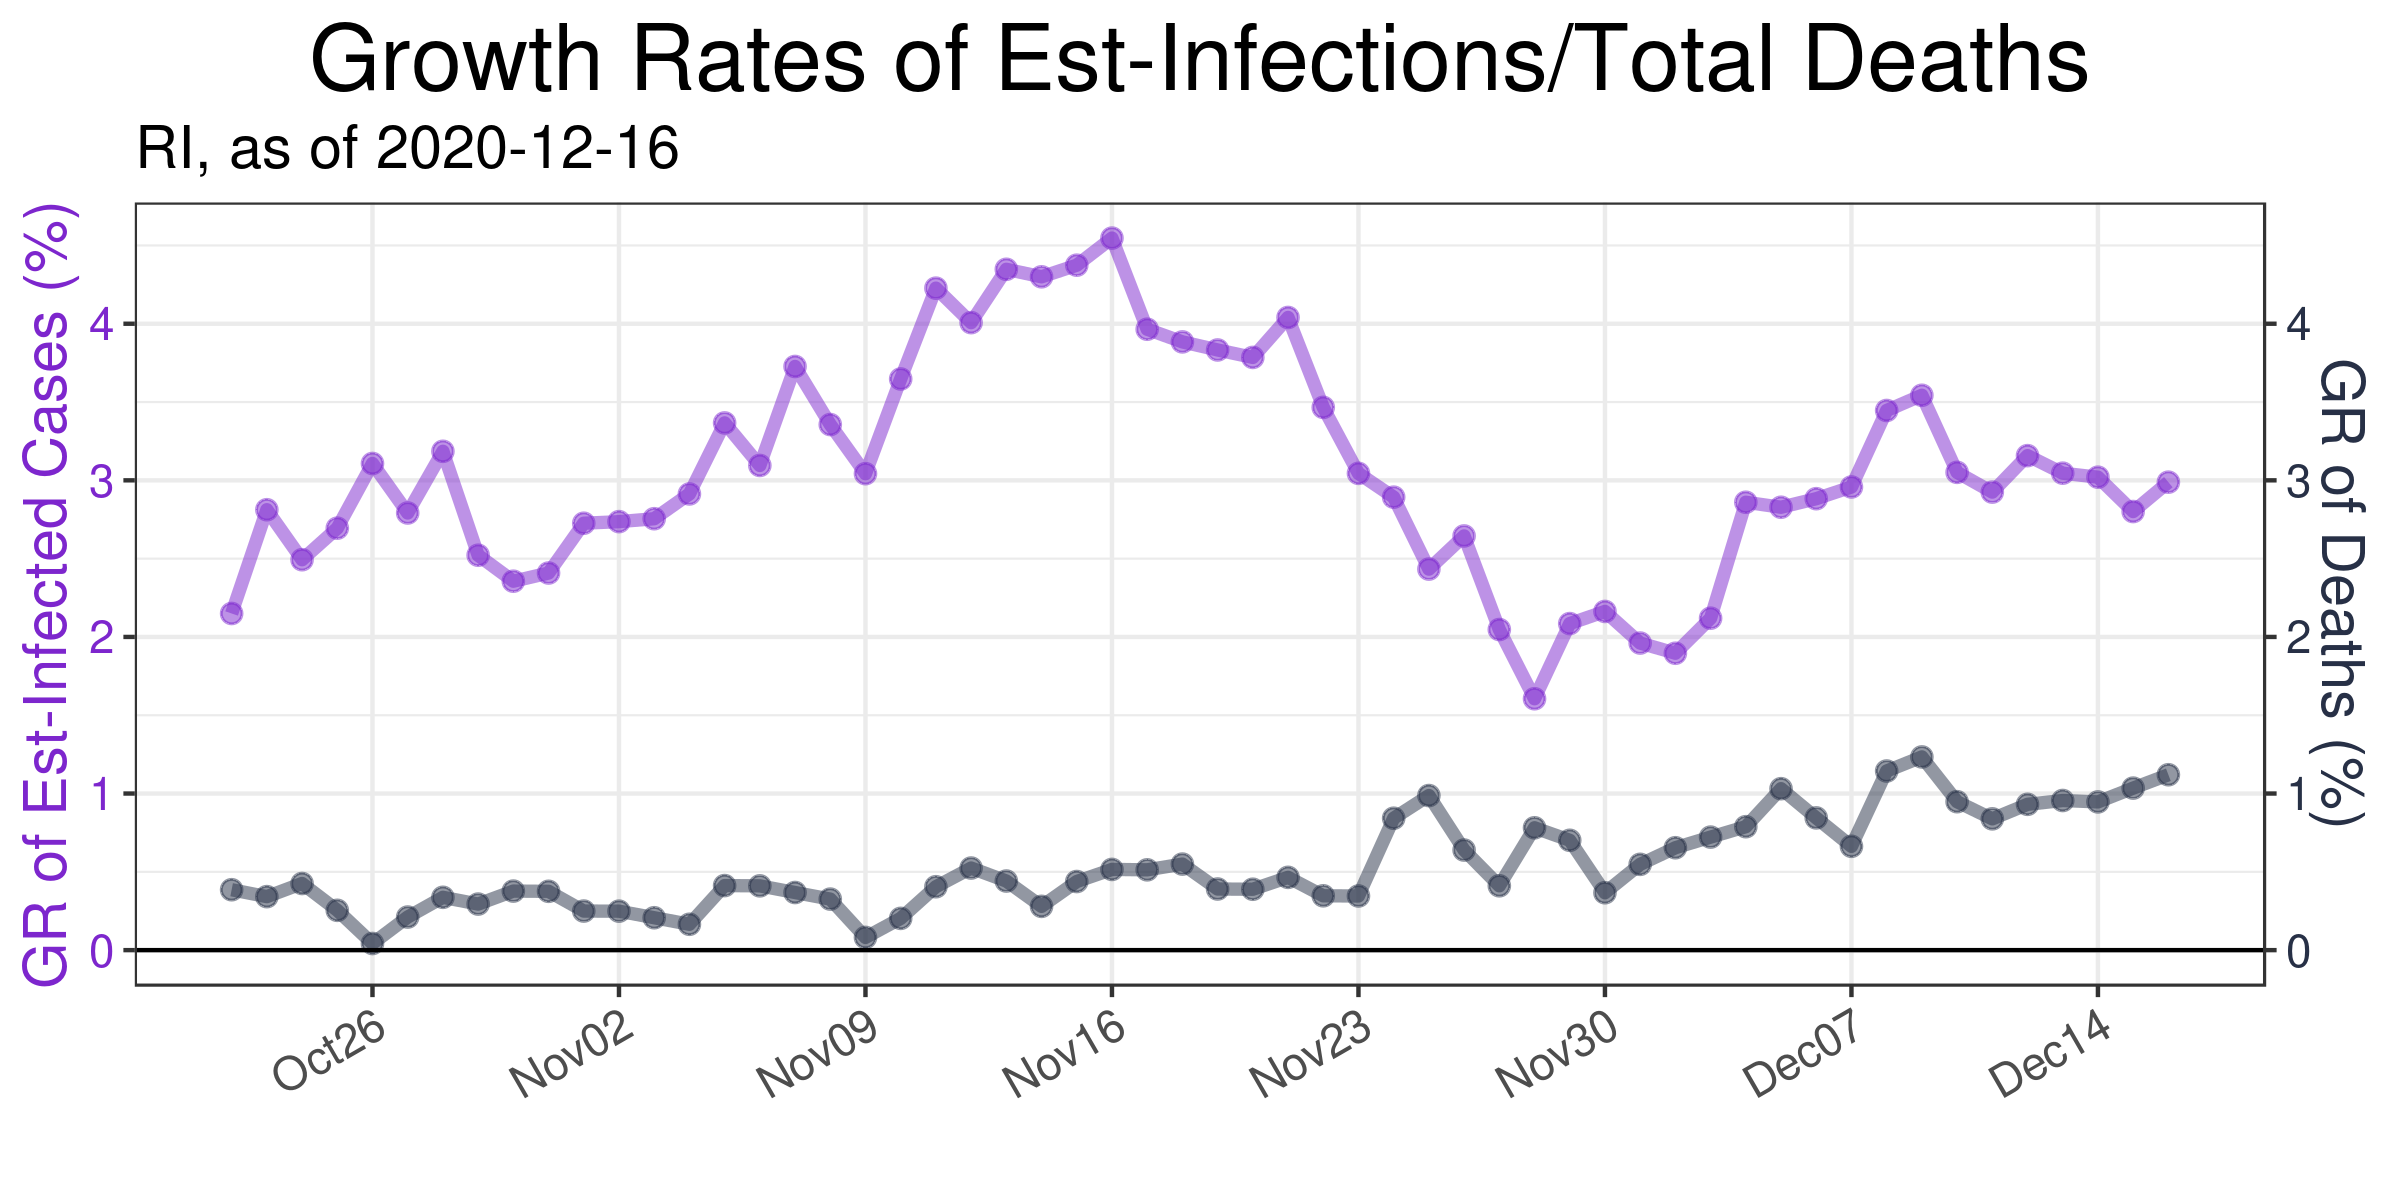 Growth Rates of Est-Infections/Total Deaths
RI, as of 2020-12-16
GR of Est-Infected Cases (%)
4
3
2
1
0
4
3
2
1
0
GR of Deaths (%)
Oct26
Nov02
Nov09
Nov16
Nov23
Nov30
Dec07
Dec14